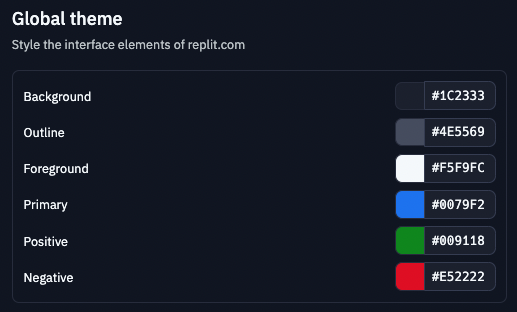 Global theme
Style the interface elements of replit.com
Background #1C2333
Outline #4E5569
Foreground #F5F9FC
Primary #0079F2
Positive #009118
Negative #E52222